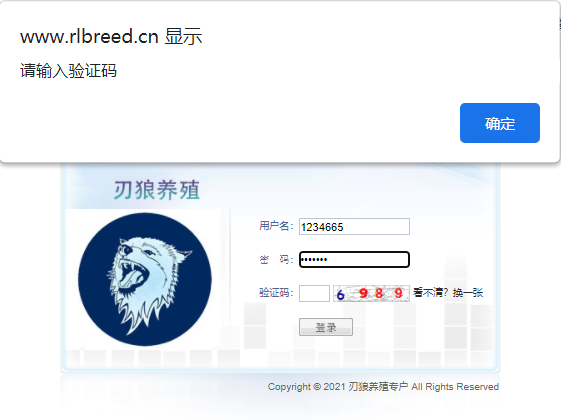 www.rlbreed.cn 显示
请输入验证码
确定
刃狼养殖
用户名: 1234665
密 码: •••••••
验证码: 6 9 8 9 看不清？换一张
登录
Copyright © 2021 刃狼养殖专户 All Rights Reserved